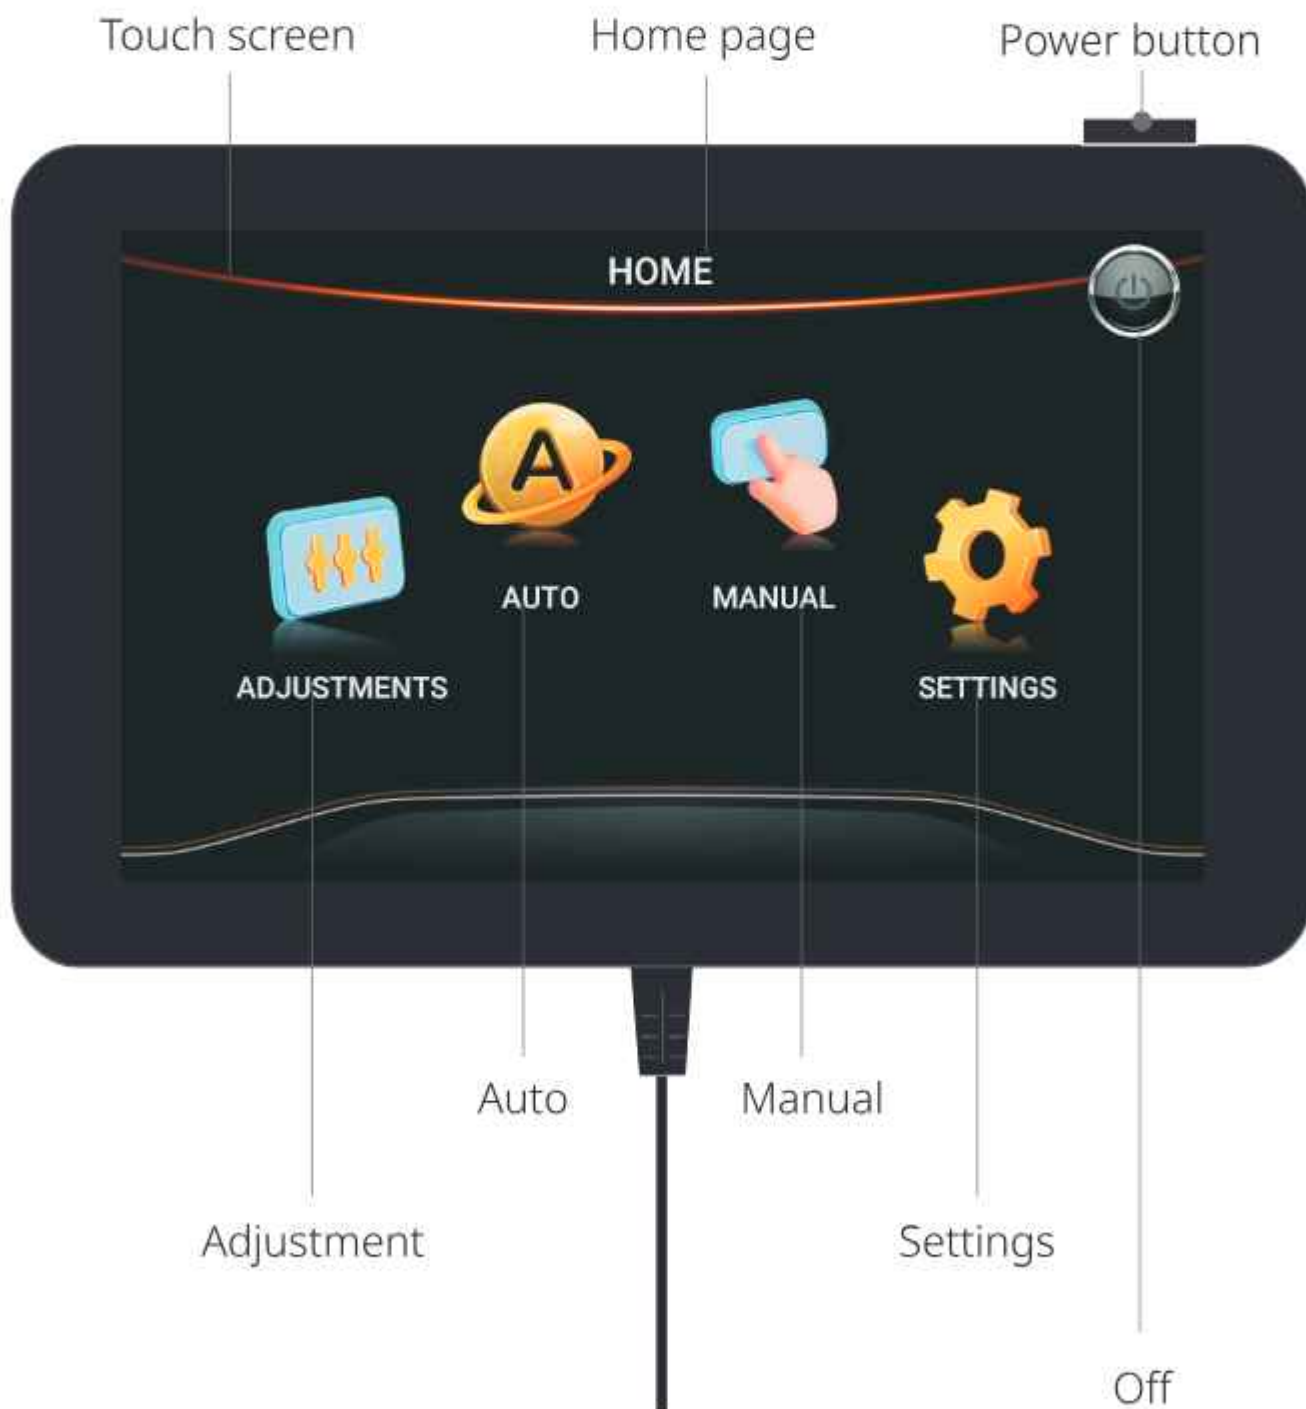 Touch screen
Home page
Power button
HOME
AUTO
MANUAL
ADJUSTMENTS
SETTINGS
Auto
Manual
Adjustment
Settings
Off